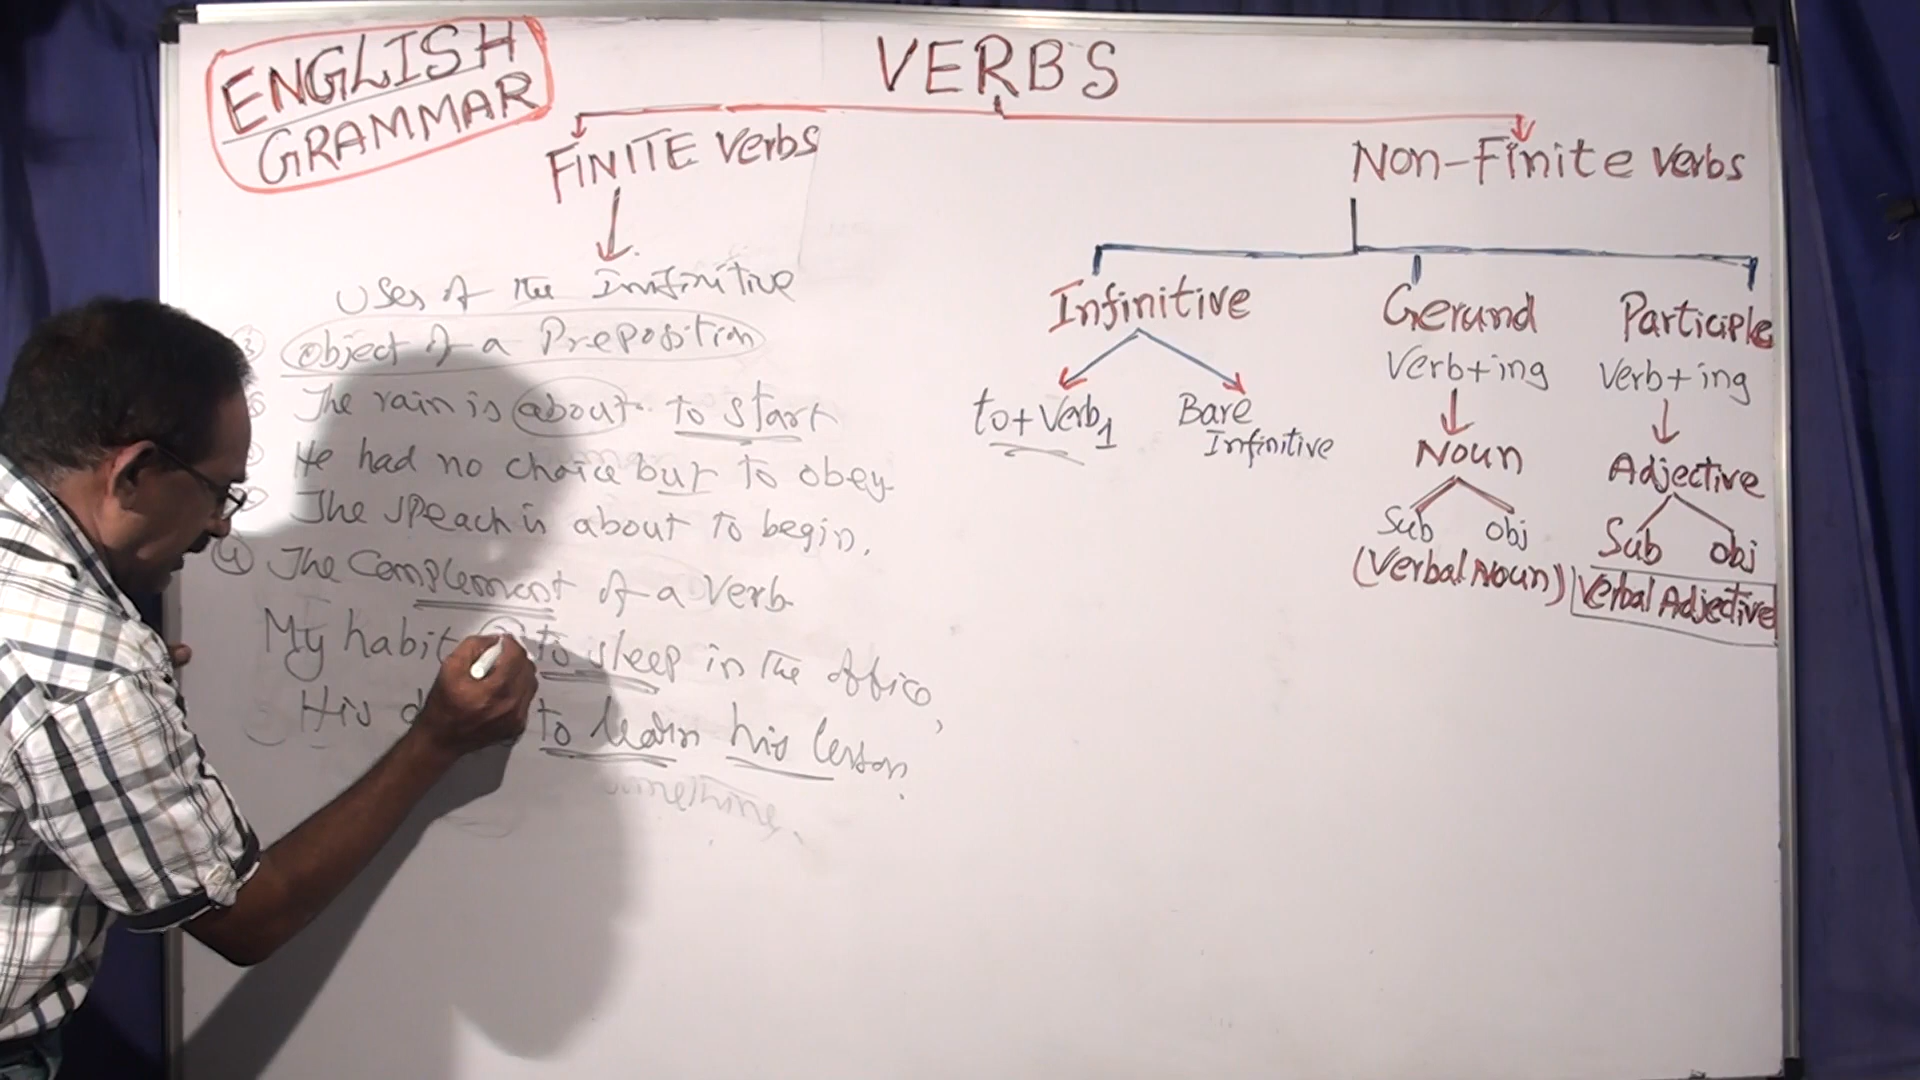 ENGLISH
GRAMMAR
VERBS
FINITE Verbs
Uses of the Infinitive
Object of a Preposition
The rain is about to start
He had no choice but to obey.
The speach is about to begin.
4 The Complement of a Verb
My habit to sleep in the office,
His to learn his lesson.
something.
Non-Finite Verbs
Infinitive
to+Verb1
Bare
Infinitive
Gerund
Verb+ing
Noun
Sub obj
(Verbal Noun)
Participle
Verb+ing
Adjective
Sub obj
Verbal Adjective